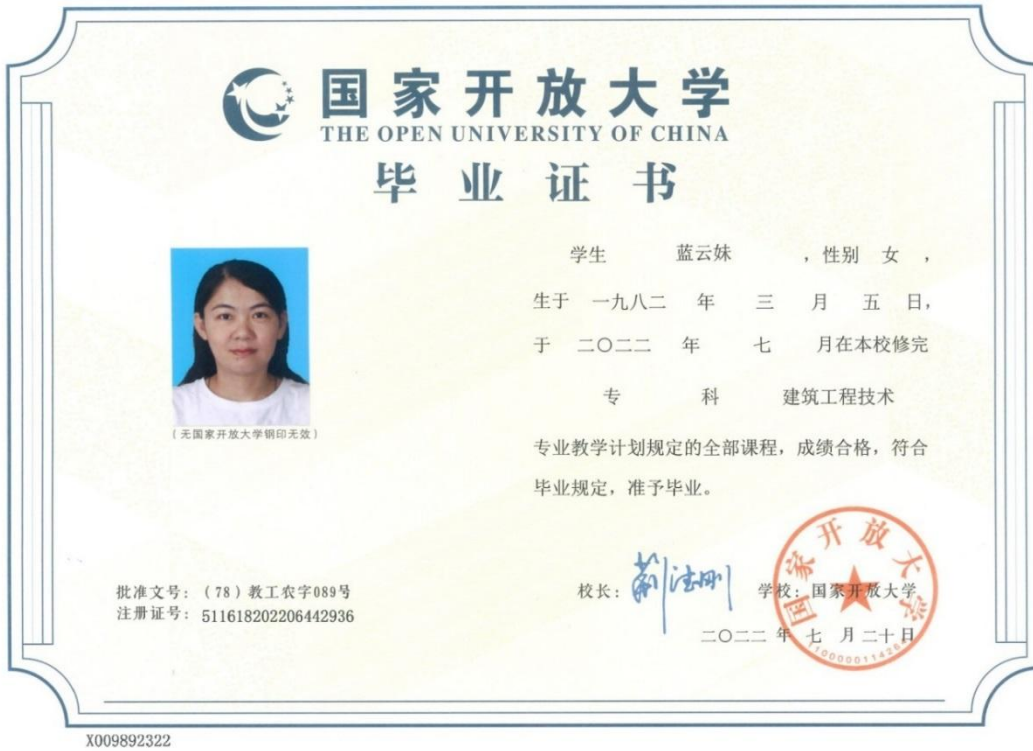 国家开放大学
THE OPEN UNIVERSITY OF CHINA
毕业证书
学生 蓝云妹 ，性别 女 ，
生于 一九八二 年 三 月 五 日，
于 二〇二二 年 七 月在本校修完
专 科 建筑工程技术
专业教学计划规定的全部课程，成绩合格，符合
毕业规定，准予毕业。
（无国家开放大学钢印无效）
批准文号：（78）教工农字089号
注册证号：511618202206442936
校长：荆德刚 学校：国家开放大学
二〇二二 年 七 月 二十 日
国家开放大学
X009892322